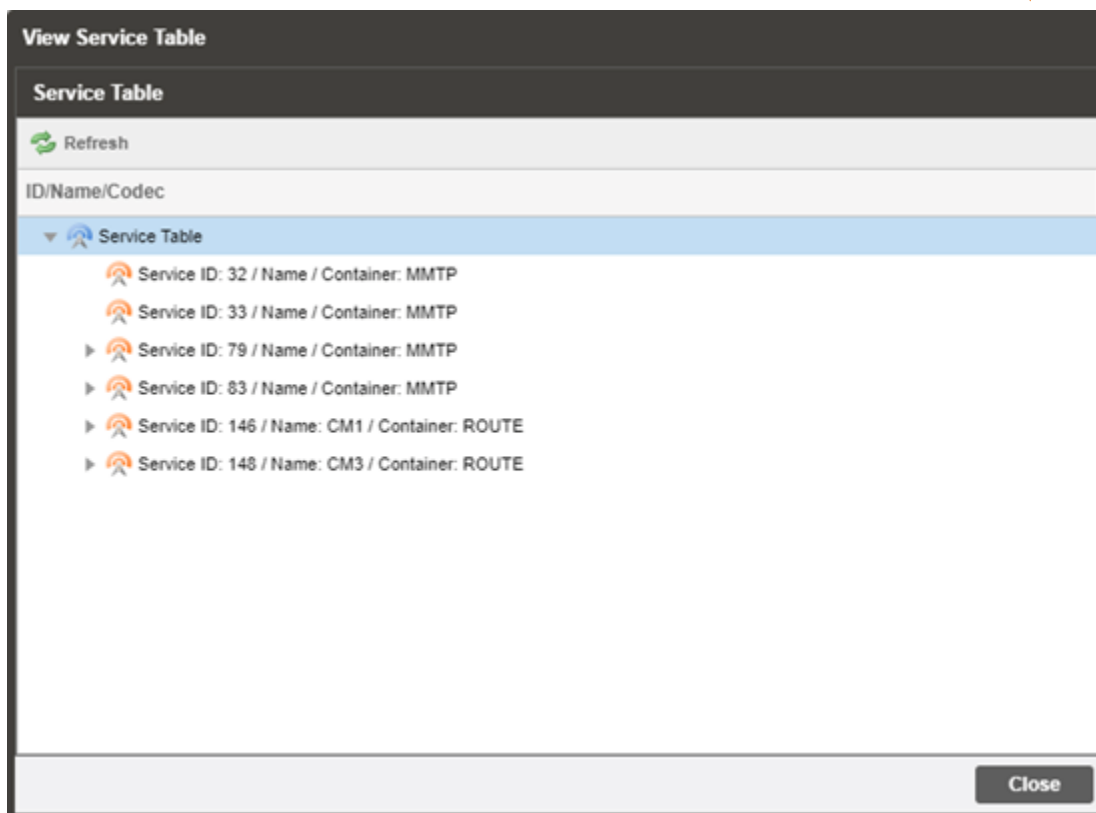 View Service Table
Service Table
Refresh
ID/Name/Codec
Service Table
Service ID: 32 / Name / Container: MMTP
Service ID: 33 / Name / Container: MMTP
Service ID: 79 / Name / Container: MMTP
Service ID: 83 / Name / Container: MMTP
Service ID: 146 / Name: CM1 / Container: ROUTE
Service ID: 148 / Name: CM3 / Container: ROUTE
Close